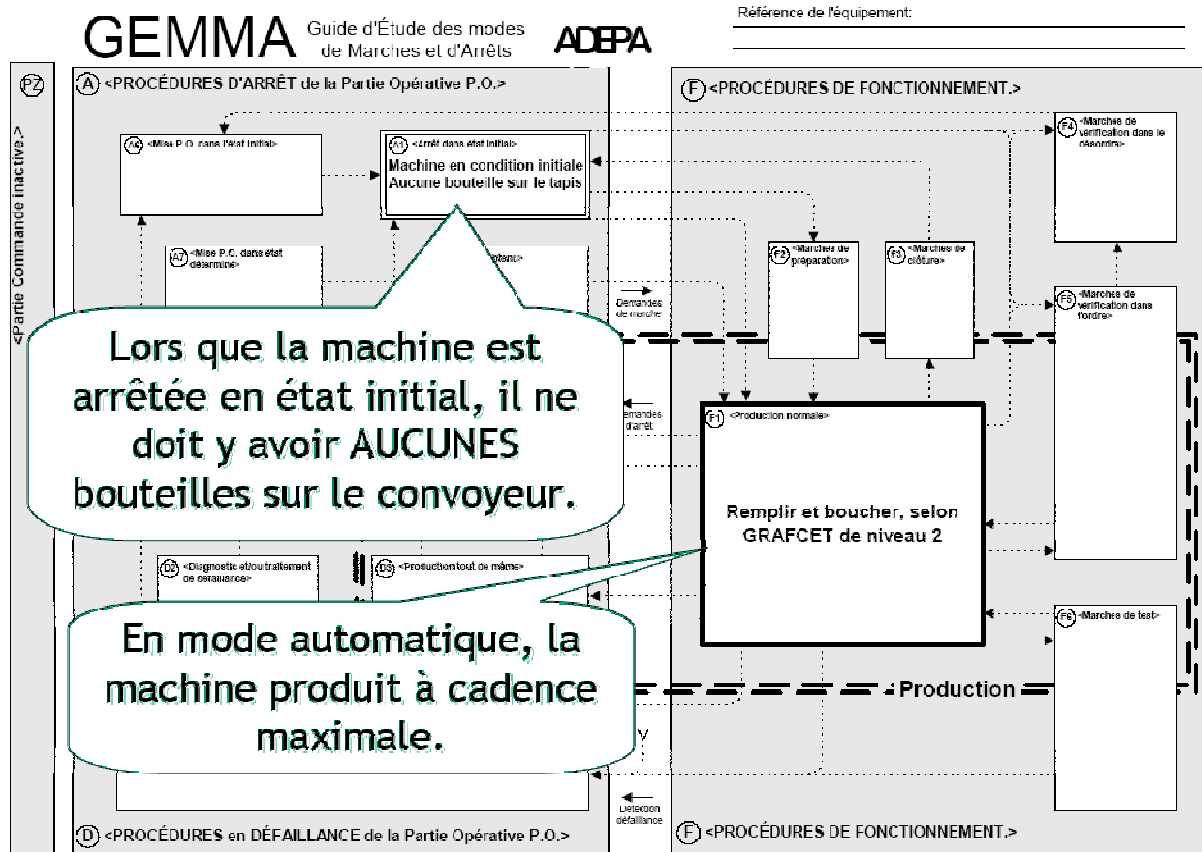 GEMMA
Guide d'Étude des modes
de Marches et d'Arrêts
ADEPA
Référence de l'équipement:
PZ
<Partie Commande inactive.>
A <PROCÉDURES D'ARRÊT de la Partie Opérative P.O.>
F <PROCÉDURES DE FONCTIONNEMENT.>
A6 <Mise P.O. dans l'état initial>
A1 <Arrêt dans état initial>
Machine en condition initiale
Aucune bouteille sur le tapis
F4 <Marches de
vérification dans le
désordre>
A7 <Mise P.O. dans état
déterminé>
F2 <Marches de
préparation>
F3 <Marches de
clôture>
F5 <Marches de
vérification dans
l'ordre>
Demandes
de marche
Lors que la machine est
arrêtée en état initial, il ne
doit y avoir AUCUNES
bouteilles sur le convoyeur.
emandes
d'arrêt
F1 <Production normale>
Remplir et boucher, selon
GRAFCET de niveau 2
D2 <Diagnostic et/ou traitement
de défaillance>
D3 <Production tout de même>
F6 <Marches de test>
En mode automatique, la
machine produit à cadence
maximale.
Production
Détection
défaillance
D <PROCÉDURES en DÉFAILLANCE de la Partie Opérative P.O.>
F <PROCÉDURES DE FONCTIONNEMENT.>